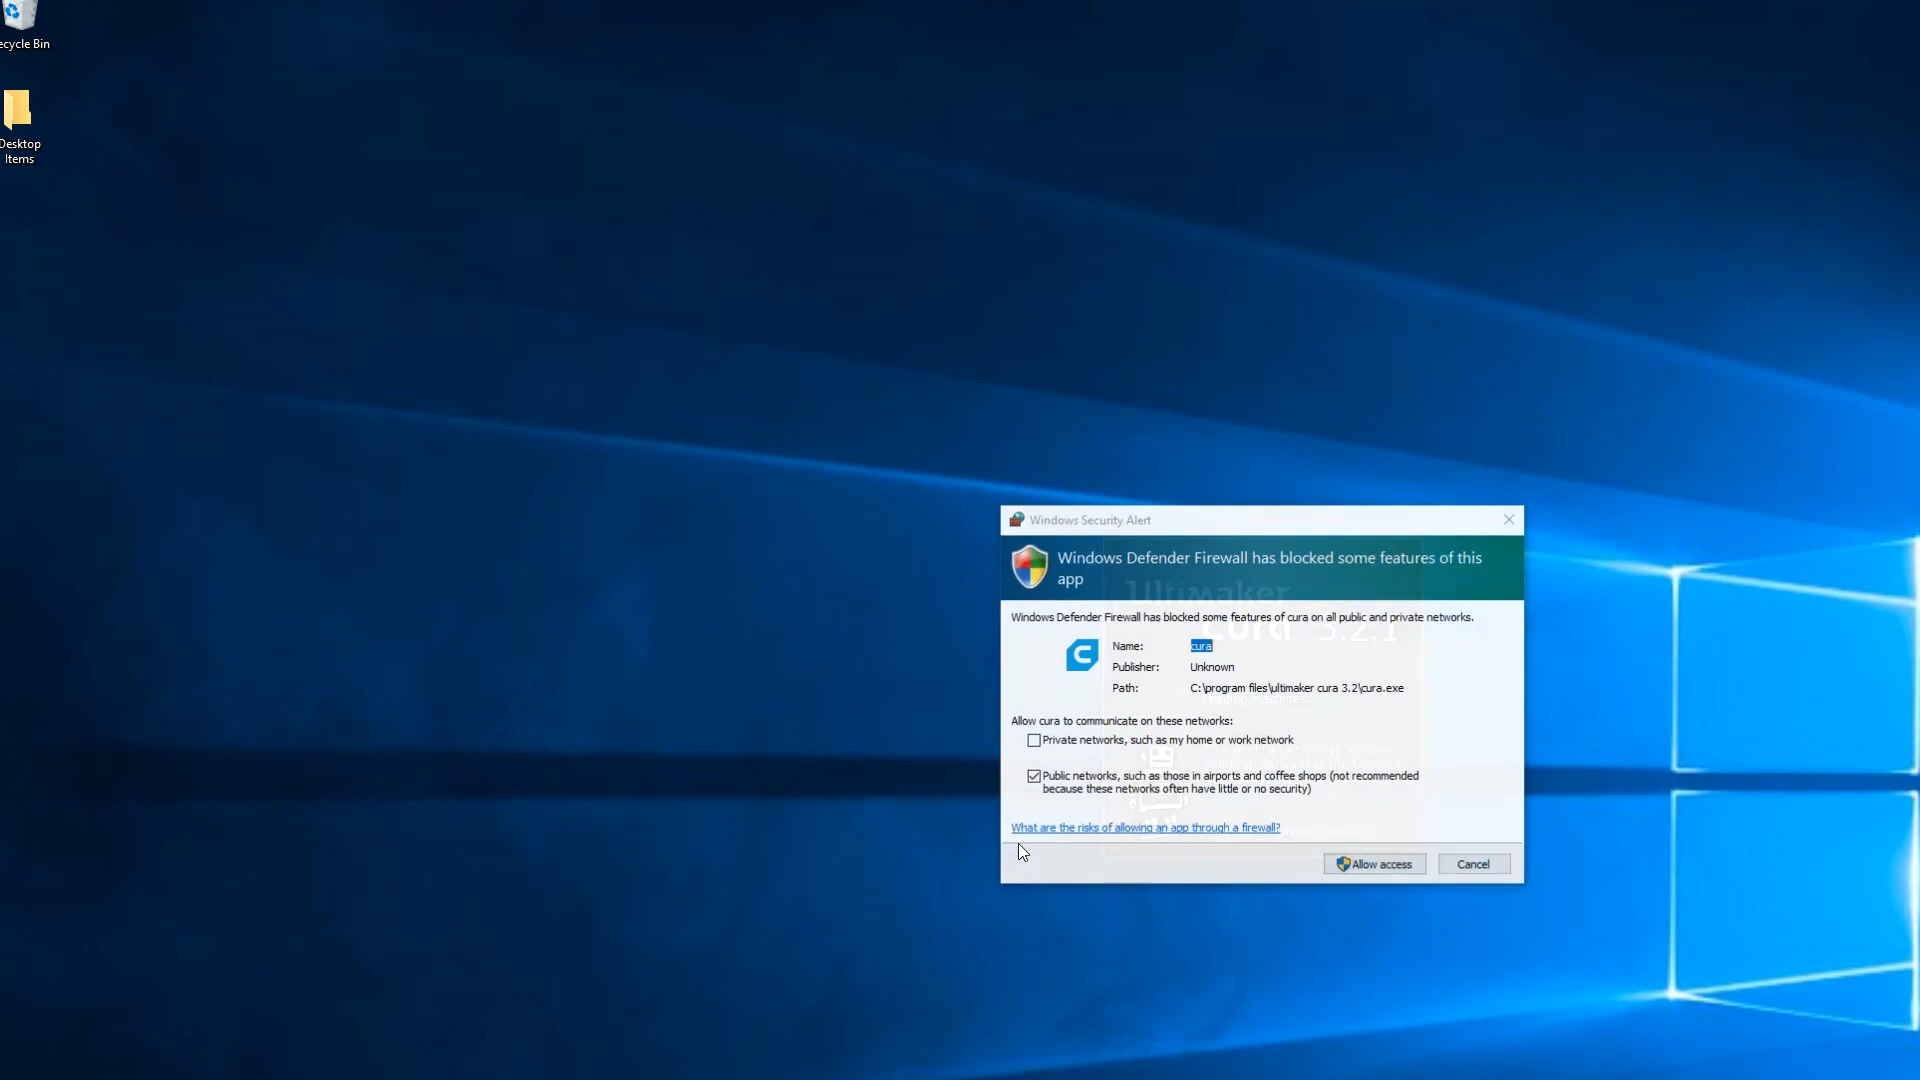 ecycle Bin
Desktop
Items
Windows Security Alert
Windows Defender Firewall has blocked some features of this
app
Ultimaker
Windows Defender Firewall has blocked some features of cura on all public and private networks.
cura 3.2.1
Name: cura
Publisher: Unknown
Path: C:\program files\ultimaker cura 3.2\cura.exe
Allow cura to communicate on these networks:
Private networks, such as my home or work network
Public networks, such as those in airports and coffee shops (not recommended
because these networks often have little or no security)
What are the risks of allowing an app through a firewall?
Allow access Cancel